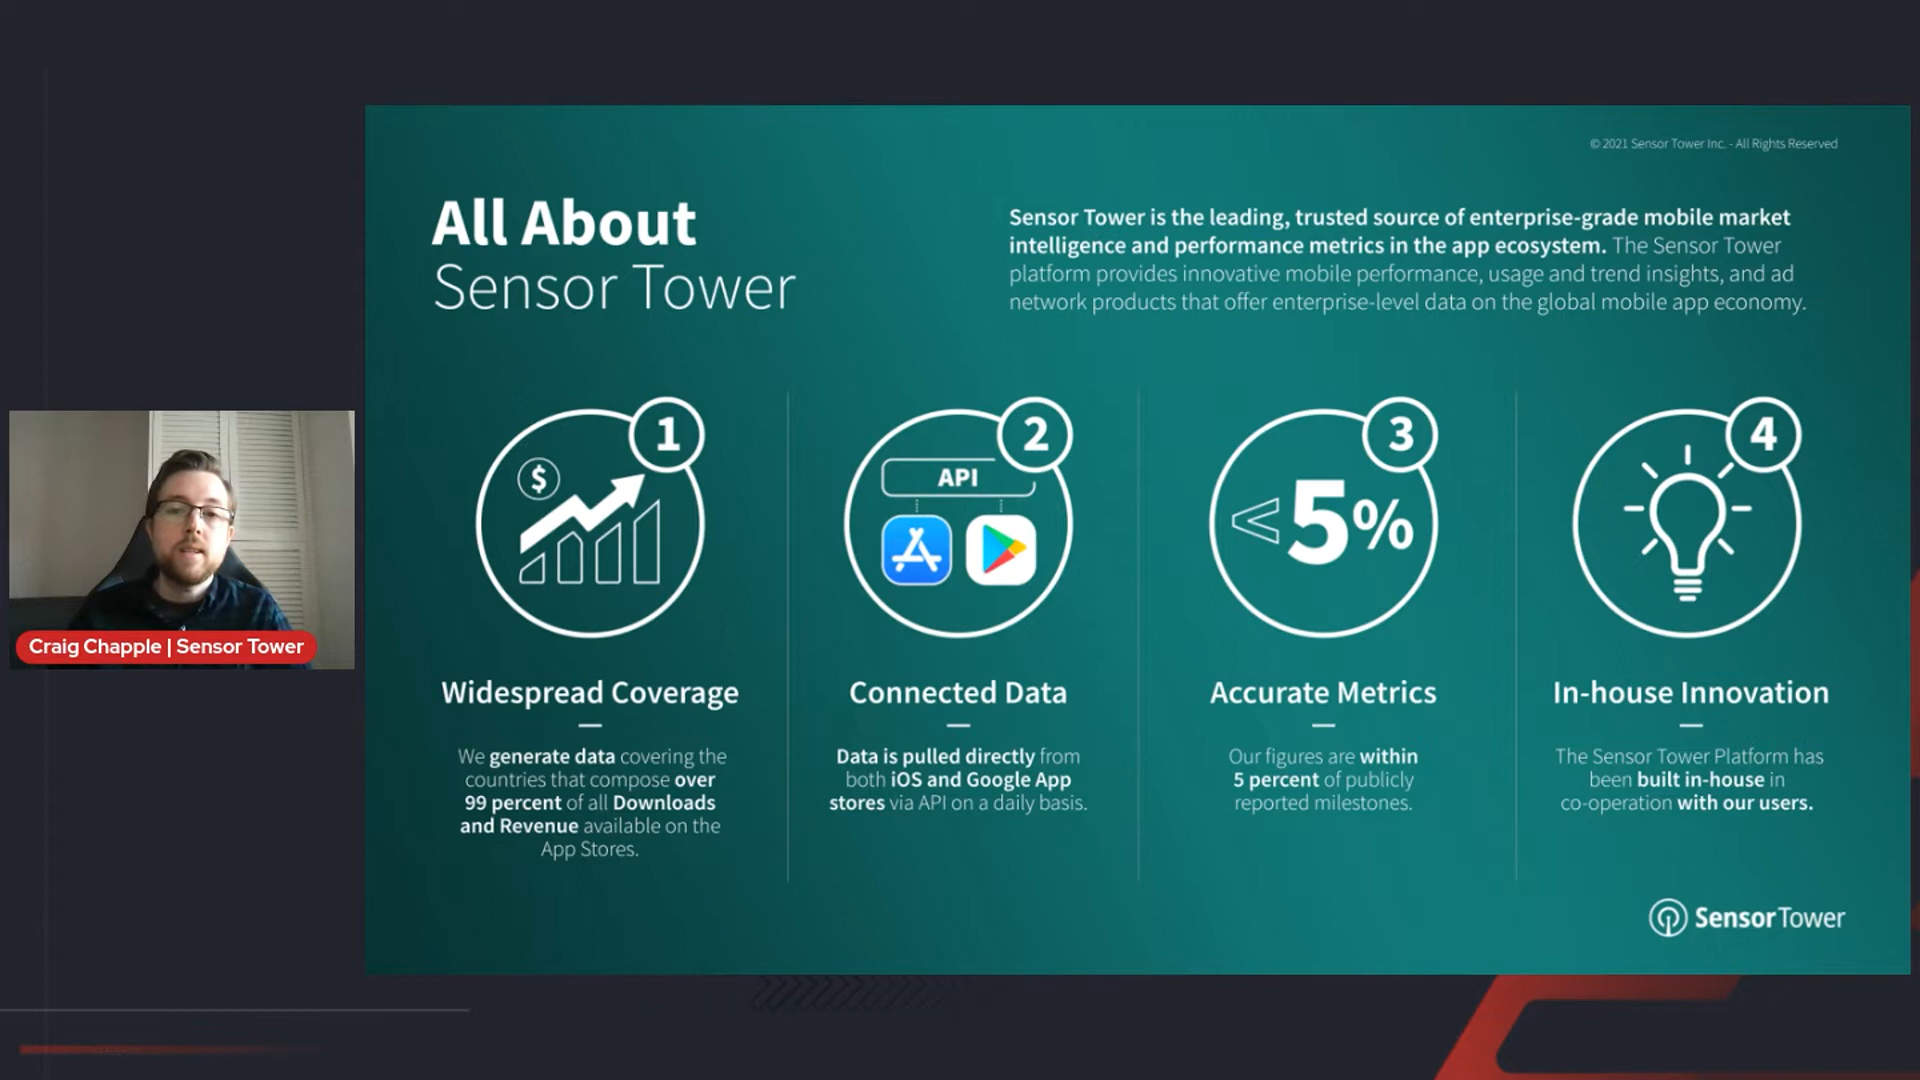 © 2021 Sensor Tower Inc. - All Rights Reserved
All About
Sensor Tower
Sensor Tower is the leading, trusted source of enterprise-grade mobile market
intelligence and performance metrics in the app ecosystem. The Sensor Tower
platform provides innovative mobile performance, usage and trend insights, and ad
network products that offer enterprise-level data on the global mobile app economy.
Craig Chapple | Sensor Tower
1
$
Widespread Coverage
We generate data covering the
countries that compose over
99 percent of all Downloads
and Revenue available on the
App Stores.
2
API
Connected Data
Data is pulled directly from
both iOS and Google App
stores via API on a daily basis.
3
<5%
Accurate Metrics
Our figures are within
5 percent of publicly
reported milestones.
4
In-house Innovation
The Sensor Tower Platform has
been built in-house in
co-operation with our users.
SensorTower